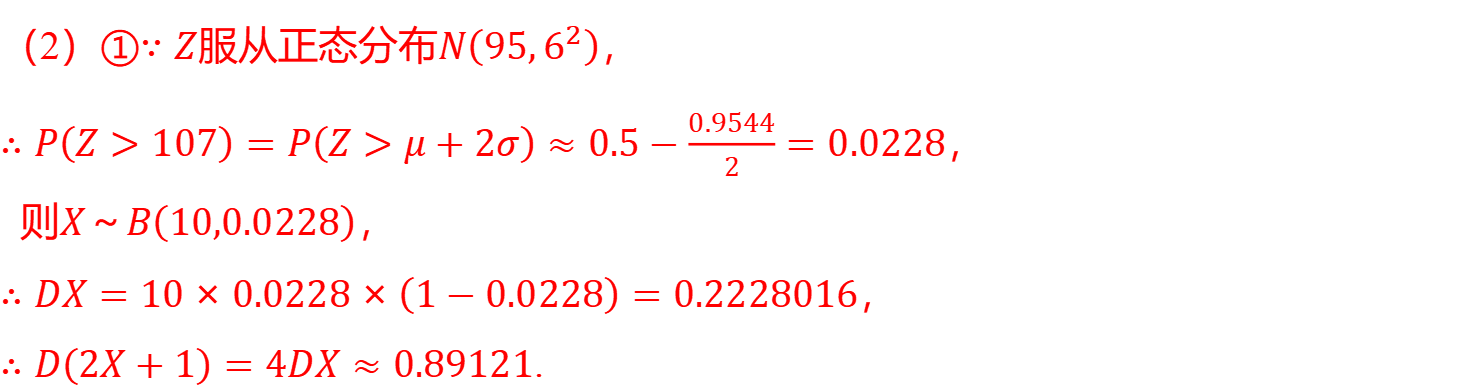 (2)①∵ Z服从正态分布N(95, 6²),
∴ P(Z > 107) = P(Z > μ + 2σ) ≈ 0.5 − \frac{0.9544}{2} = 0.0228,
则X ~ B(10,0.0228),
∴ DX = 10 × 0.0228 × (1 − 0.0228) = 0.2228016,
∴ D(2X + 1) = 4DX ≈ 0.89121.